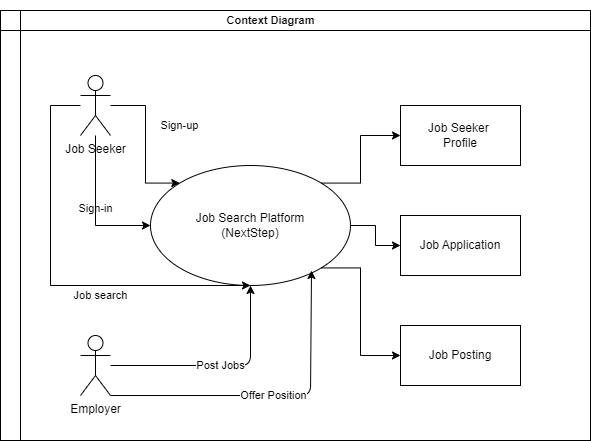 Context Diagram
Sign-up
Job Seeker
Job Seeker
Profile
Sign-in
Job Search Platform
(NextStep)
Job Application
Job search
Post Jobs
Job Posting
Offer Position
Employer